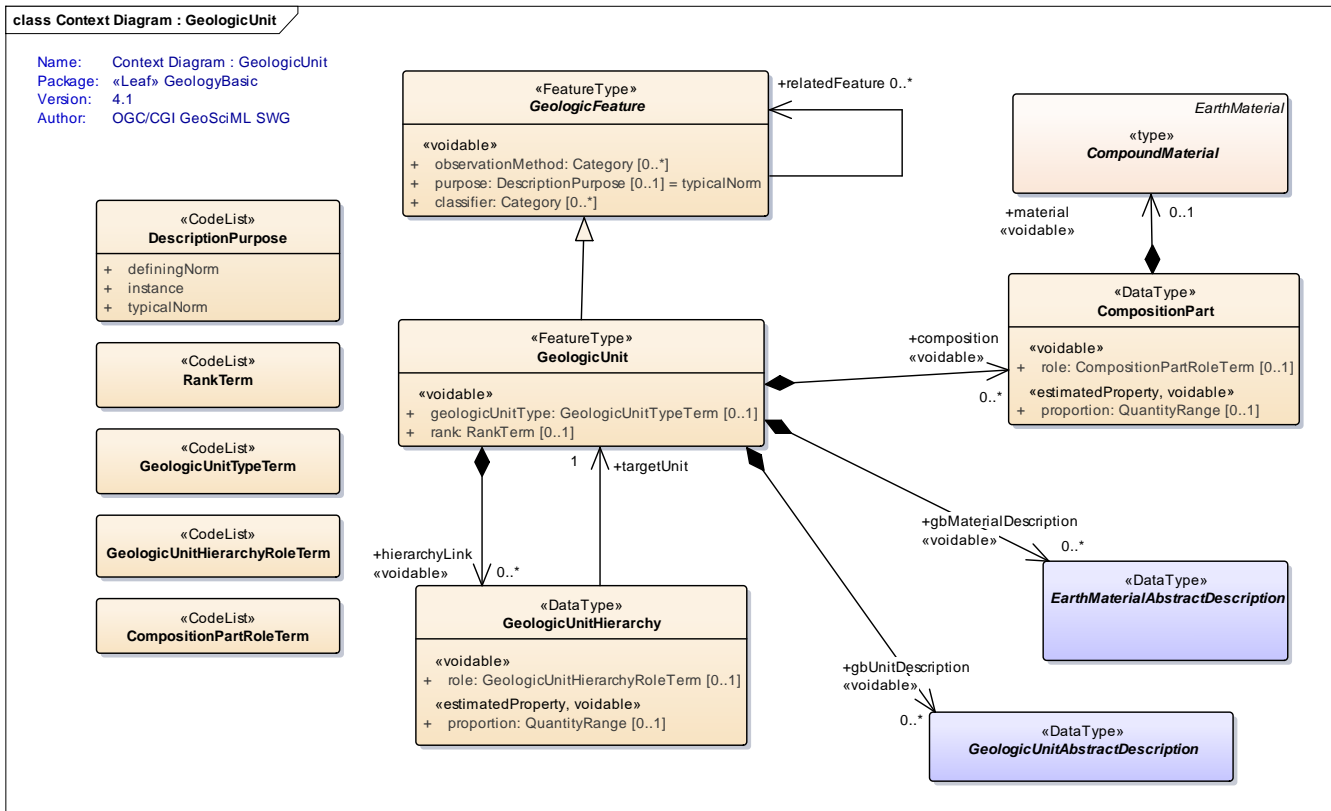 class Context Diagram : GeologicUnit
Name: Context Diagram : GeologicUnit
Package: «Leaf» GeologyBasic
Version: 4.1
Author: OGC/CGI GeoSciML SWG
«FeatureType»
GeologicFeature
«voidable»
+ observationMethod: Category [0..*]
+ purpose: DescriptionPurpose [0..1] = typicalNorm
+ classifier: Category [0..*]
+relatedFeature 0..*
EarthMaterial
«type»
CompoundMaterial
+material
«voidable»
0..1
«CodeList»
DescriptionPurpose
+ definingNorm
+ instance
+ typicalNorm
«CodeList»
RankTerm
«CodeList»
GeologicUnitTypeTerm
«CodeList»
GeologicUnitHierarchyRoleTerm
«CodeList»
CompositionPartRoleTerm
«FeatureType»
GeologicUnit
«voidable»
+ geologicUnitType: GeologicUnitTypeTerm [0..1]
+ rank: RankTerm [0..1]
+composition
«voidable»
0..*
«DataType»
CompositionPart
«voidable»
+ role: CompositionPartRoleTerm [0..1]
«estimatedProperty, voidable»
+ proportion: QuantityRange [0..1]
1
+targetUnit
+hierarchyLink
«voidable»
0..*
«DataType»
GeologicUnitHierarchy
«voidable»
+ role: GeologicUnitHierarchyRoleTerm [0..1]
«estimatedProperty, voidable»
+ proportion: QuantityRange [0..1]
+gbMaterialDescription
«voidable»
0..*
«DataType»
EarthMaterialAbstractDescription
+gbUnitDescription
«voidable»
0..*
«DataType»
GeologicUnitAbstractDescription